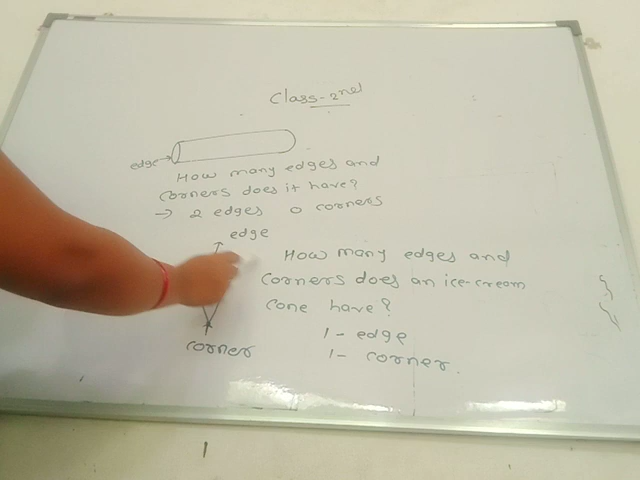 Class-2nd
edge
How many edges and
corners does it have?
→ 2 edges 0 corners
edge
How many edges and
corners does an ice-cream
cone have?
1 - edge
corner
1 - corner.